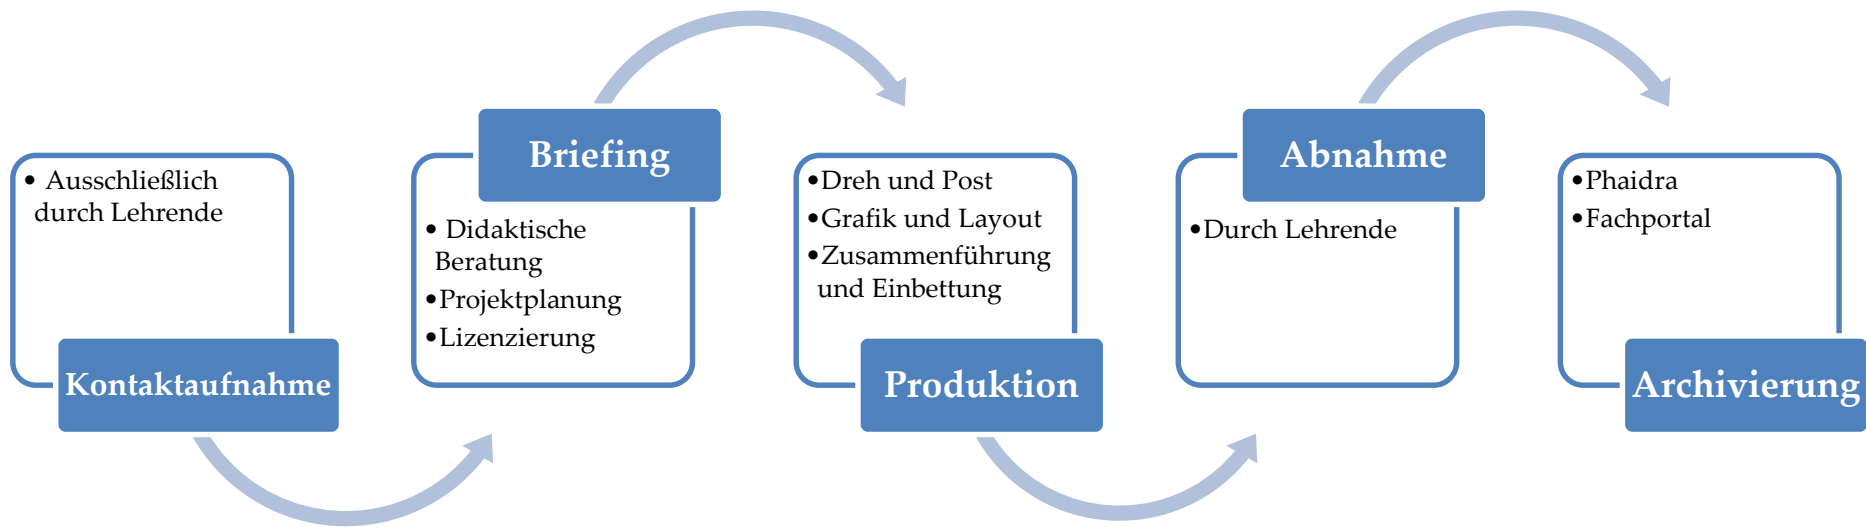 • Ausschließlich
durch Lehrende
Kontaktaufnahme
Briefing
• Didaktische
Beratung
•Projektplanung
•Lizenzierung
•Dreh und Post
•Grafik und Layout
•Zusammenführung
und Einbettung
Produktion
Abnahme
•Durch Lehrende
•Phaidra
•Fachportal
Archivierung